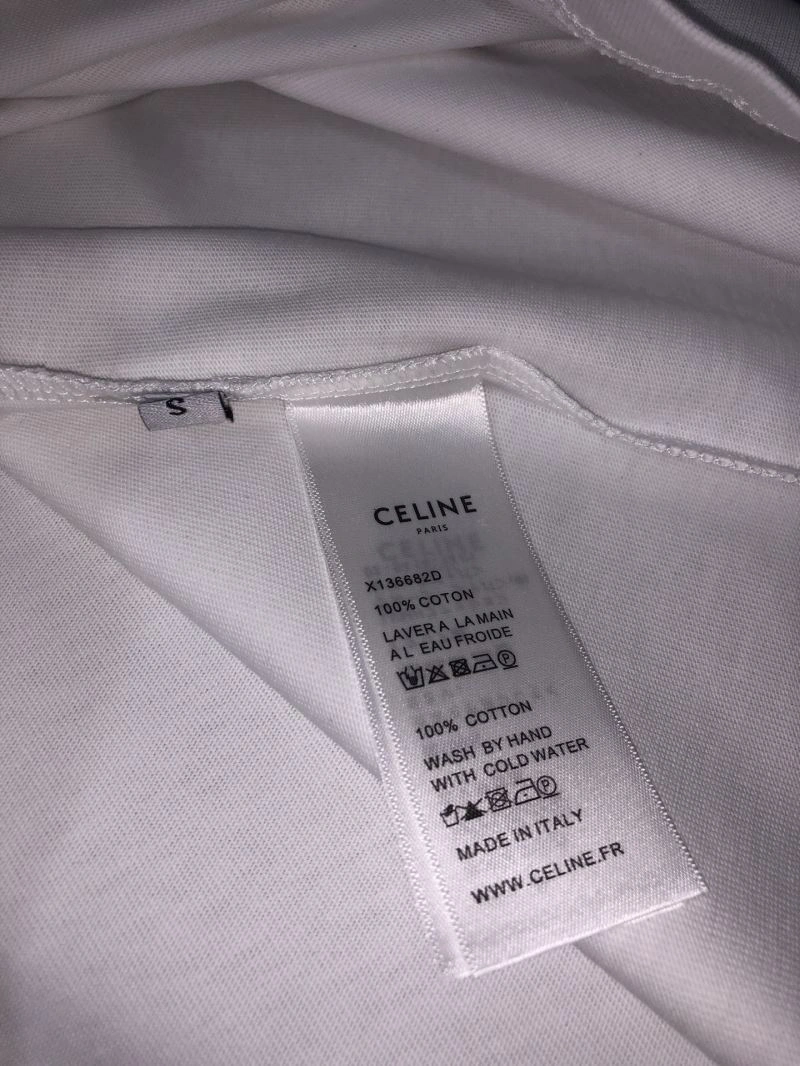 S
CELINE
PARIS
X136682D
100% COTON
LAVER A LA MAIN
A L EAU FROIDE
P
100% COTTON
WASH BY HAND
WITH COLD WATER
P
MADE IN ITALY
WWW.CELINE.FR